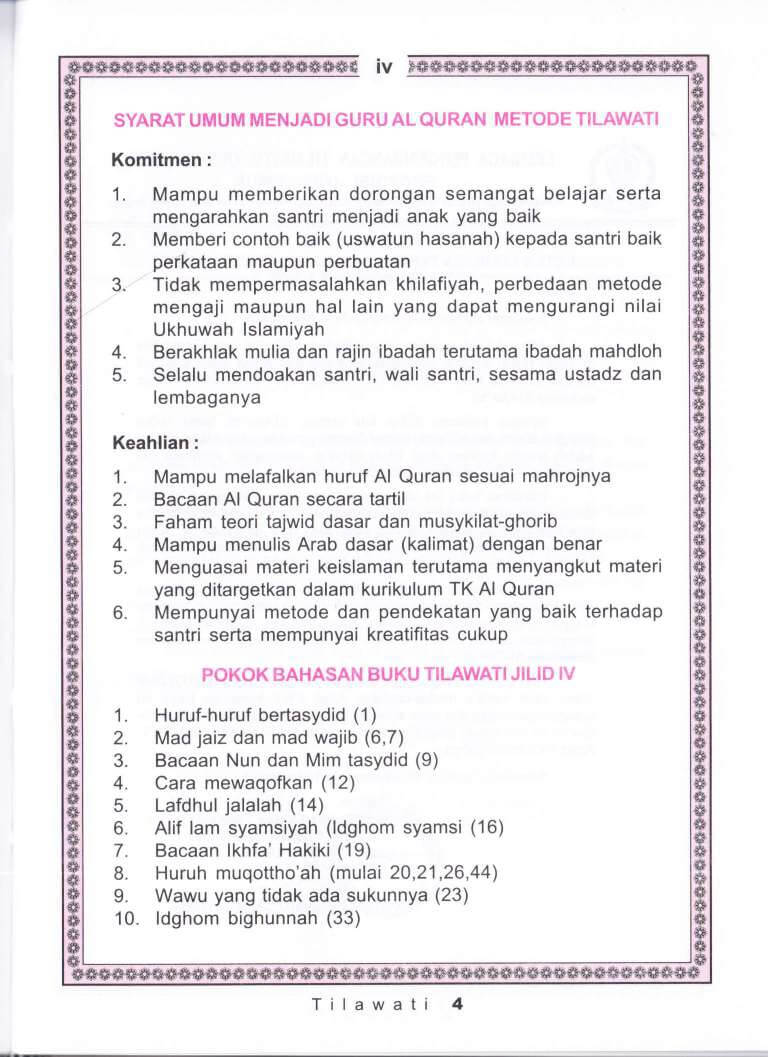 iv
SYARAT UMUM MENJADI GURU AL QURAN METODE TILAWATI
Komitmen :
1. Mampu memberikan dorongan semangat belajar serta
mengarahkan santri menjadi anak yang baik
2. Memberi contoh baik (uswatun hasanah) kepada santri baik
perkataan maupun perbuatan
3. Tidak mempermasalahkan khilafiyah, perbedaan metode
mengaji maupun hal lain yang dapat mengurangi nilai
Ukhuwah Islamiyah
4. Berakhlak mulia dan rajin ibadah terutama ibadah mahdloh
5. Selalu mendoakan santri, wali santri, sesama ustadz dan
lembaganya
Keahlian :
1. Mampu melafalkan huruf Al Quran sesuai mahrojnya
2. Bacaan Al Quran secara tartil
3. Faham teori tajwid dasar dan musykilat-ghorib
4. Mampu menulis Arab dasar (kalimat) dengan benar
5. Menguasai materi keislaman terutama menyangkut materi
yang ditargetkan dalam kurikulum TK Al Quran
6. Mempunyai metode dan pendekatan yang baik terhadap
santri serta mempunyai kreatifitas cukup
POKOK BAHASAN BUKU TILAWATI JILID IV
1. Huruf-huruf bertasydid (1)
2. Mad jaiz dan mad wajib (6,7)
3. Bacaan Nun dan Mim tasydid (9)
4. Cara mewaqofkan (12)
5. Lafdhul jalalah (14)
6. Alif lam syamsiyah (Idghom syamsi (16)
7. Bacaan Ikhfa' Hakiki (19)
8. Huruh muqottho'ah (mulai 20,21,26,44)
9. Wawu yang tidak ada sukunnya (23)
10. Idghom bighunnah (33)
Tilawati 4